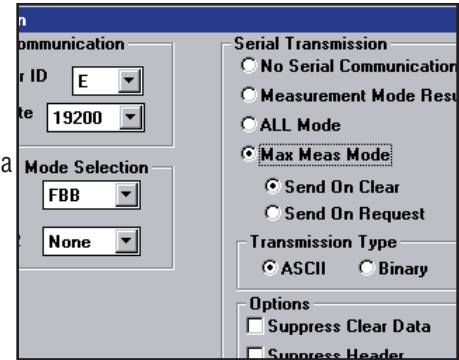 n
ommunication
r ID E
te 19200
a
Mode Selection
FBB
None
Serial Transmission
No Serial Communication
Measurement Mode Resu
ALL Mode
Max Meas Mode
Send On Clear
Send On Request
Transmission Type
ASCII Binary
Options
Suppress Clear Data
Suppress Header